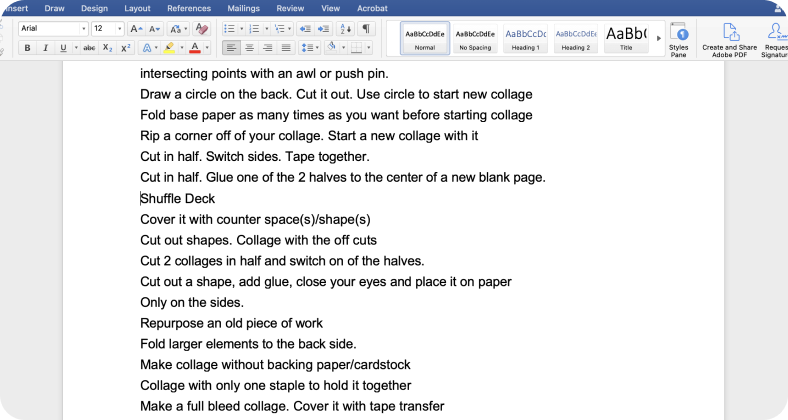 Insert Draw Design Layout References Mailings Review View Acrobat
Arial 12 A A Aa A
B I U abc X2 X2 A A
AaBbCcDdEe AaBbCcDdEe AaBbCcDc AaBbCcDdEe AaBb(
Normal No Spacing Heading 1 Heading 2 Title
Styles Pane
Create and Share Adobe PDF
Reques
Signatur
intersecting points with an awl or push pin.
Draw a circle on the back. Cut it out. Use circle to start new collage
Fold base paper as many times as you want before starting collage
Rip a corner off of your collage. Start a new collage with it
Cut in half. Switch sides. Tape together.
Cut in half. Glue one of the 2 halves to the center of a new blank page.
Shuffle Deck
Cover it with counter space(s)/shape(s)
Cut out shapes. Collage with the off cuts
Cut 2 collages in half and switch on of the halves.
Cut out a shape, add glue, close your eyes and place it on paper
Only on the sides.
Repurpose an old piece of work
Fold larger elements to the back side.
Make collage without backing paper/cardstock
Collage with only one staple to hold it together
Make a full bleed collage. Cover it with tape transfer